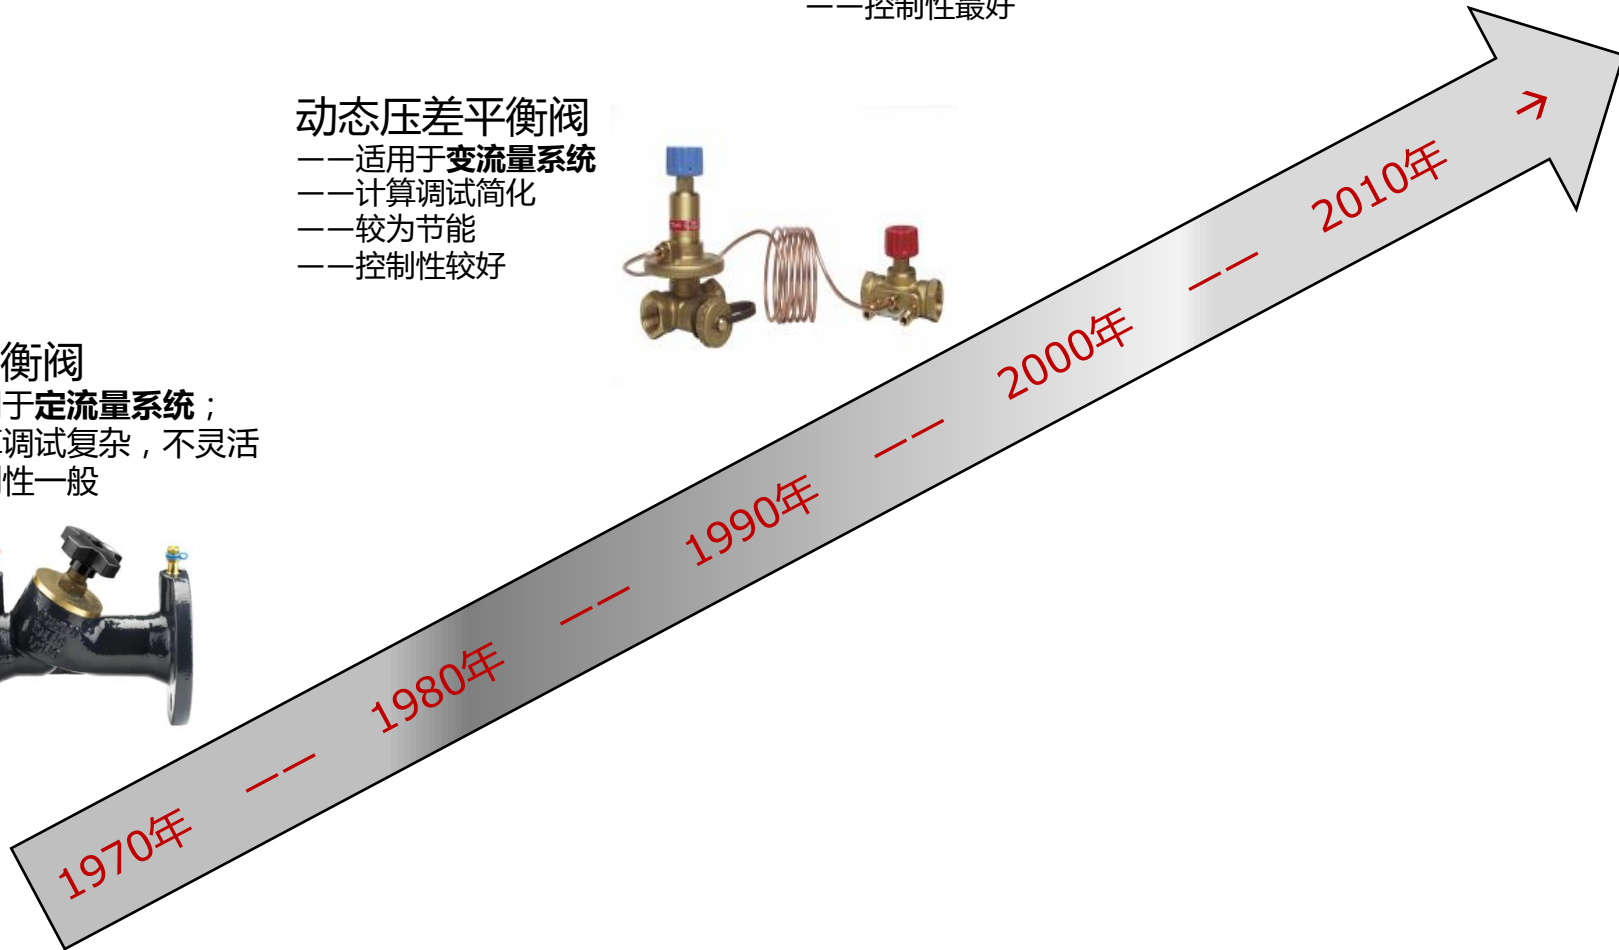 ——控制性最好
动态压差平衡阀
——适用于变流量系统
——计算调试简化
——较为节能
——控制性较好
衡阀
于定流量系统；
调试复杂，不灵活
性一般
1970年 —— 1980年 —— 1990年 —— 2000年 —— 2010年 →